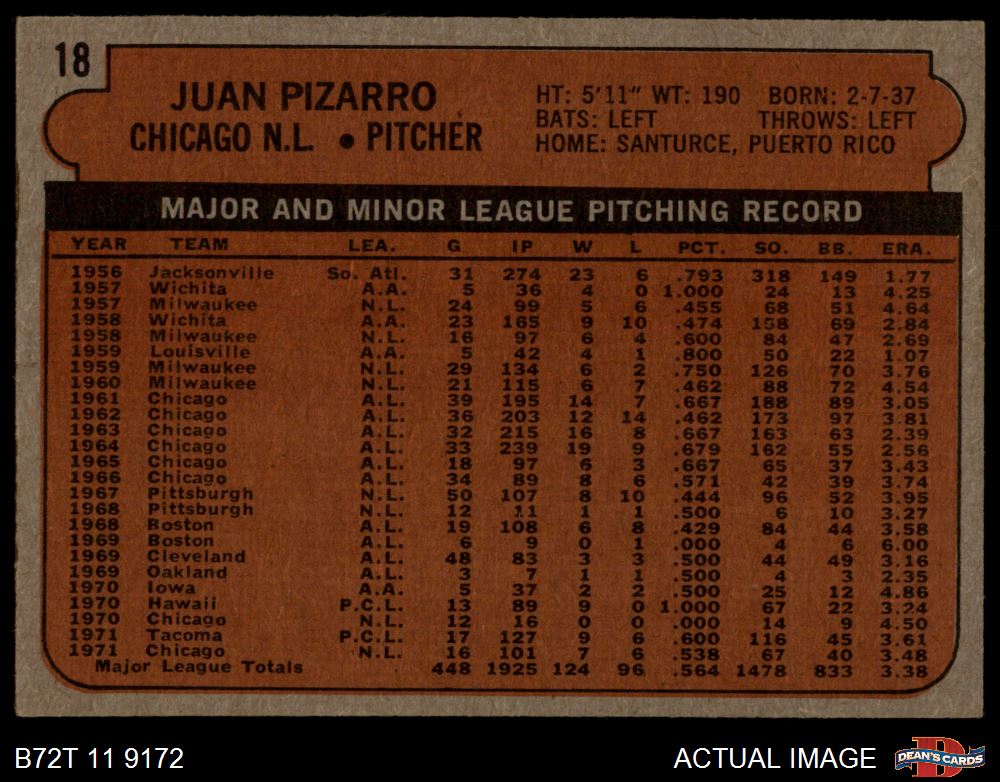 18
JUAN PIZARRO
CHICAGO N.L. • PITCHER
HT: 5'11" WT: 190 BORN: 2-7-37
BATS: LEFT THROWS: LEFT
HOME: SANTURCE, PUERTO RICO
MAJOR AND MINOR LEAGUE PITCHING RECORD
YEAR TEAM LEA. G IP W L PCT. SO. BB. ERA.
1956 Jacksonville So. Atl. 31 274 23 6 .793 318 149 1.77
1957 Wichita A.A. 5 36 4 0 1.000 24 13 4.25
1957 Milwaukee N.L. 24 99 5 6 .455 68 51 4.64
1958 Wichita A.A. 23 165 9 10 .474 158 69 2.84
1958 Milwaukee N.L. 16 97 6 4 .600 84 47 2.69
1959 Louisville A.A. 5 42 4 1 .800 50 22 1.07
1959 Milwaukee N.L. 29 134 6 2 .750 126 70 3.76
1960 Milwaukee N.L. 21 115 6 7 .462 88 72 4.54
1961 Chicago A.L. 39 195 14 7 .667 188 89 3.05
1962 Chicago A.L. 36 203 12 14 .462 173 97 3.81
1963 Chicago A.L. 32 215 16 8 .667 163 63 2.39
1964 Chicago A.L. 33 239 19 9 .679 162 55 2.56
1965 Chicago A.L. 18 97 6 3 .667 65 37 3.43
1966 Chicago A.L. 34 89 8 6 .571 42 39 3.74
1967 Pittsburgh N.L. 50 107 8 10 .444 96 52 3.95
1968 Pittsburgh N.L. 12 11 1 1 .500 6 10 3.27
1968 Boston A.L. 19 108 6 8 .429 84 44 3.58
1969 Boston A.L. 6 9 0 1 .000 4 6 6.00
1969 Cleveland A.L. 48 83 3 3 .500 44 49 3.16
1969 Oakland A.L. 3 7 1 1 .500 4 3 2.35
1970 Iowa A.A. 5 37 2 2 .500 25 12 4.86
1970 Hawaii P.C.L. 13 89 9 0 1.000 67 22 3.24
1970 Chicago N.L. 12 16 0 0 .000 14 9 4.50
1971 Tacoma P.C.L. 17 127 9 6 .600 116 45 3.61
1971 Chicago N.L. 16 101 7 6 .538 67 40 3.48
Major League Totals 448 1925 124 96 .564 1478 833 3.38
B72T 11 9172 ACTUAL IMAGE D DEAN'S CARDS